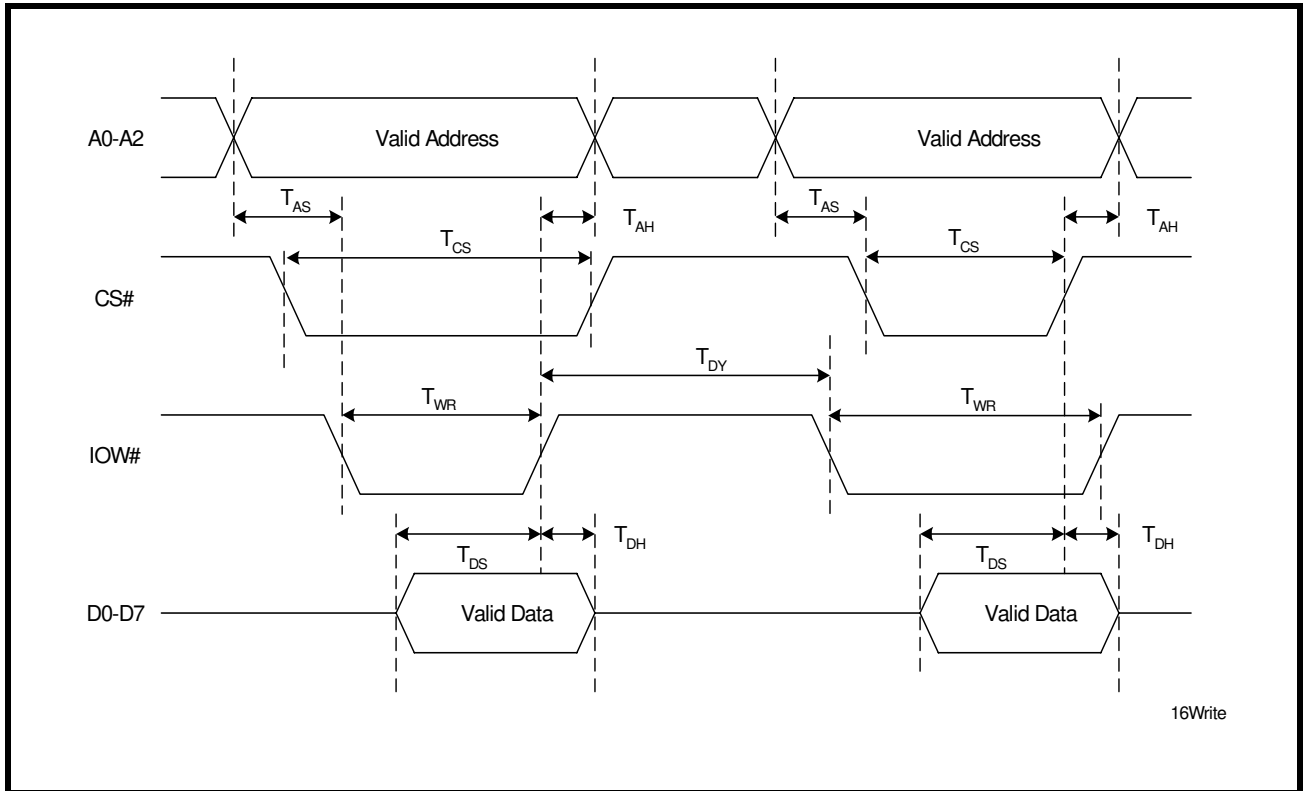 A0-A2
Valid Address
Valid Address
TAS
TAH
TAS
TAH
TCS
TCS
CS#
TDY
TWR
TWR
IOW#
TDS
TDH
TDS
TDH
D0-D7
Valid Data
Valid Data
16Write